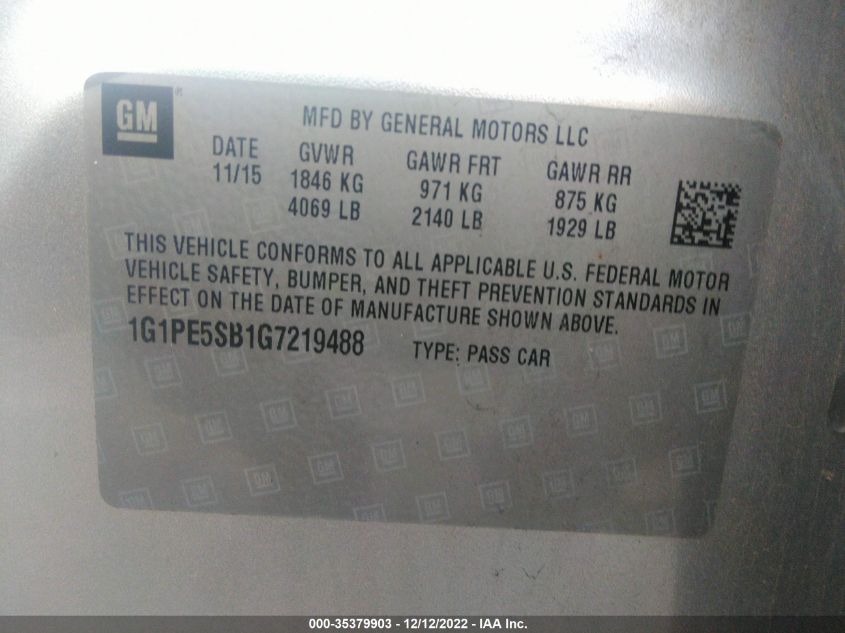 GM
MFD BY GENERAL MOTORS LLC
DATE GVWR GAWR FRT GAWR RR
11/15 1846 KG 971 KG 875 KG
4069 LB 2140 LB 1929 LB
THIS VEHICLE CONFORMS TO ALL APPLICABLE U.S. FEDERAL MOTOR
VEHICLE SAFETY, BUMPER, AND THEFT PREVENTION STANDARDS IN
EFFECT ON THE DATE OF MANUFACTURE SHOWN ABOVE.
1G1PE5SB1G7219488 TYPE: PASS CAR
000-35379903 - 12/12/2022 - IAA Inc.